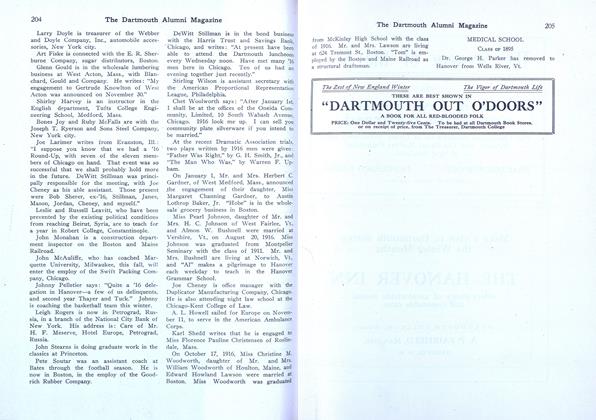 204 The Dartmouth Alumni Magazine
Larry Doyle is treasurer of the Webber
and Doyle Company, Inc., automobile acces-
sories, New York city.
Art Fiske is connected with the E. R. Sher-
burne Company, sugar distributors, Boston.
Glenn Gould is in the wholesale lumbering
business at West Acton, Mass., with Blan-
chard, Gould and Company. He writes: "My
engagement to Gertrude Knowlton of West
Acton was announced on November 30."
Shirley Harvey is an instructor in the
English department, Tufts College Engi-
neering School, Medford, Mass.
Bones Joy and Ruby McFalls are with the
Joseph T. Ryerson and Sons Steel Company,
New York city.
Joe Larimer writes from Evanston, Ill.:
"I suppose you know that we had a '16
Round-Up, with seven of the eleven mem-
bers of Chicago on hand. That event was so
successful that we shall probably hold more
in the future. DeWitt Stillman was princi-
pally responsible for the meeting, with Joe
Cheney as his able assistant. Those present
were Bob Sherer, ex-'16, Stillman, Janes,
Mason, Jordan, Cheney, and myself."
Leslie and Russell Leavitt, who have been
prevented by the existing political conditions
from reaching Beirut, Syria, are to teach for
a year in Robert College, Constantinople.
John Monahan is a construction depart-
ment inspector on the Boston and Maine
Railroad.
John McAuliffe, who has coached Mar-
quette University, Milwaukee, this fall, will
enter the employ of the Swift Packing
Company, Chicago.
Johnny Pelletier says: "Quite a '16 dele-
gation in Hanover—a few of us delinquents,
and second year Thayer and Tuck." Johnny
is coaching the basketball team this winter.
Leigh Rogers is now in Petrograd, Rus-
sia, in a branch of the National City Bank of
New York. His address is: Care of Mr.
H. F. Meserve, Hotel Europe, Petrograd,
Russia.
John Stearns is doing graduate work in the
classics at Princeton.
Pete Soutar was an assistant coach at
Bates through the football season. He is
now in Boston, in the employ of the Good-
rich Rubber Company.
DeWitt Stillman is in the bond business
with the Harris Trust and Savings Bank,
Chicago, and writes: "At present have been
able to attend the Dartmouth luncheon
every Wednesday noon. Have met many '16
men here in Chicago. Ten of us had an
evening together just recently."
Stirling Wilson is assistant secretary with
the American Proportional Representation
League, Philadelphia.
Chet Woolworth says: "After January 1st
I shall be at the offices of the Oneida Com-
munity, Limited, 10 South Wabash Avenue,
Chicago. 1916 look me up. I can sell you
community plate silverware if you intend to
be married."
At the recent Dramatic Association trials,
two plays written by 1916 men were given:
"Father Was Right," by G. H. Smith, Jr., and
"The Man Who Was," by Warren F. Up-
ham.
On January 1, Mr. and Mrs. Herbert C.
Gardner, of West Medford, Mass., announced
the engagement of their daughter, Miss
Margaret Channing Gardner, to Austin
Lothrop Baker, Jr. "Hobe" is in the whole-
sale grocery business in Boston.
Miss Pearl Johnson, daughter of Mr. and
Mrs. H. C. Johnson of West Fairlee, Vt.,
and Almon W. Bushnell were married at
Vershire, Vt., on August 20, 1916. Miss
Johnson was graduated from Montpelier
Seminary with the class of 1911. Mr. and
Mrs. Bushnell are living at Norwich, Vt.,
and "Al" makes a pilgrimage to Hanover
each weekday to teach in the Hanover
Grammar School.
Joe Cheney is office manager with the
Duplicator Manufacturing Company, Chicago.
He is also attending night law school at the
Chicago-Kent College of Law.
A. L. Howell sailed for Europe on Novem-
ber 11, to serve in the American Ambulance
Corps.
Karl Shedd writes that he is engaged to
Miss Florence Pauline Christensen of Roslin-
dale, Mass.
On October 17, 1916, Miss Christine M.
Woodworth, daughter of Mr. and Mrs.
William Woodworth of Houlton, Maine, and
Edward Howland Lawson were married at
Boston. Miss Woodworth was graduated
The Dartmouth Alumni Magazine 205
from McKinley High School with the class
of 1916. Mr. and Mrs. Lawson are living
at 624 Tremont St., Boston. "Tom" is em-
ployed by the Boston and Maine Railroad as
a structural draftsman.
MEDICAL SCHOOL
CLASS OF 1895
Dr. George H. Parker has removed to
Hanover from Wells River, Vt.
The Zest of New England Winter The Vigor of Dartmouth Life
THESE ARE BEST SHOWN IN
"DARTMOUTH OUT O'DOORS"
A BOOK FOR ALL RED-BLOODED FOLK
PRICE: One Dollar and Twenty-five Cents. To be had at all Dartmouth Book Stores,
or on receipt of price, from The Treasurer, Dartmouth College